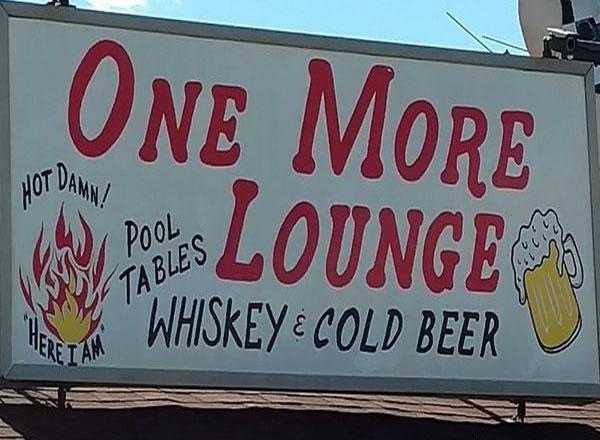 ONE MORE
LOUNGE
HOT DAMN!
"HERE I AM"
POOL
TABLES
WHISKEY & COLD BEER